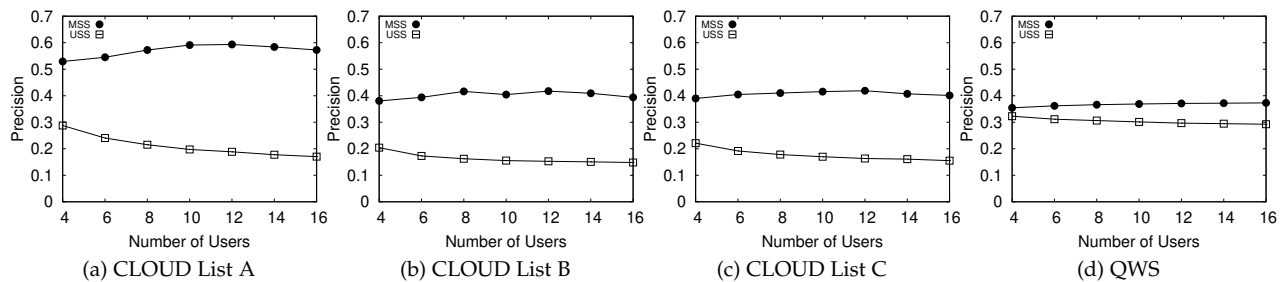 0.7
0.6
0.5
0.4
0.3
0.2
0.1
0
Precision
MSS
USS
4 6 8 10 12 14 16
Number of Users
(a) CLOUD List A
0.7
0.6
0.5
0.4
0.3
0.2
0.1
0
Precision
MSS
USS
4 6 8 10 12 14 16
Number of Users
(b) CLOUD List B
0.7
0.6
0.5
0.4
0.3
0.2
0.1
0
Precision
MSS
USS
4 6 8 10 12 14 16
Number of Users
(c) CLOUD List C
0.7
0.6
0.5
0.4
0.3
0.2
0.1
0
Precision
MSS
USS
4 6 8 10 12 14 16
Number of Users
(d) QWS